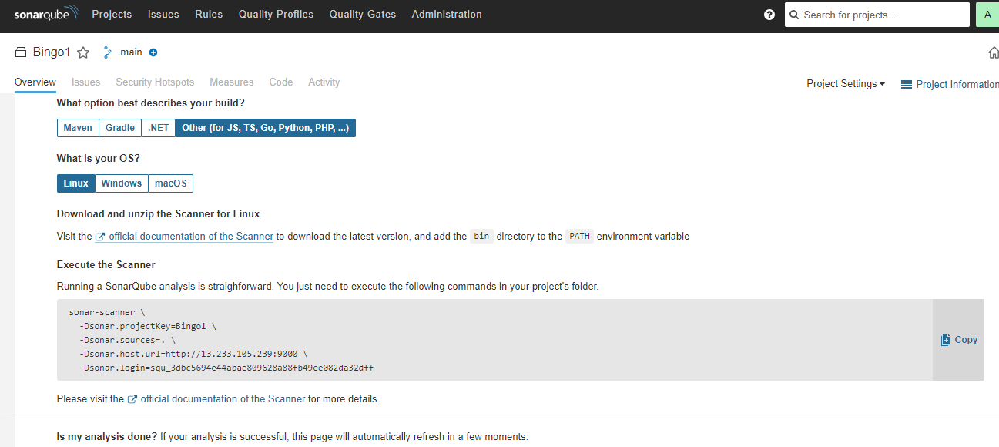 sonarqube Projects Issues Rules Quality Profiles Quality Gates Administration ? Search for projects... A
Bingo1 main
Overview Issues Security Hotspots Measures Code Activity Project Settings Project Information
What option best describes your build?
Maven Gradle .NET Other (for JS, TS, Go, Python, PHP, ...)
What is your OS?
Linux Windows macOS
Download and unzip the Scanner for Linux
Visit the official documentation of the Scanner to download the latest version, and add the bin directory to the PATH environment variable
Execute the Scanner
Running a SonarQube analysis is straighforward. You just need to execute the following commands in your project's folder.
sonar-scanner \
-Dsonar.projectKey=Bingo1 \
-Dsonar.sources=. \
-Dsonar.host.url=http://13.233.105.239:9000 \
-Dsonar.login=squ_3dbc5694e44abae809628a88fb49ee082da32dff
Copy
Please visit the official documentation of the Scanner for more details.
Is my analysis done? If your analysis is successful, this page will automatically refresh in a few moments.